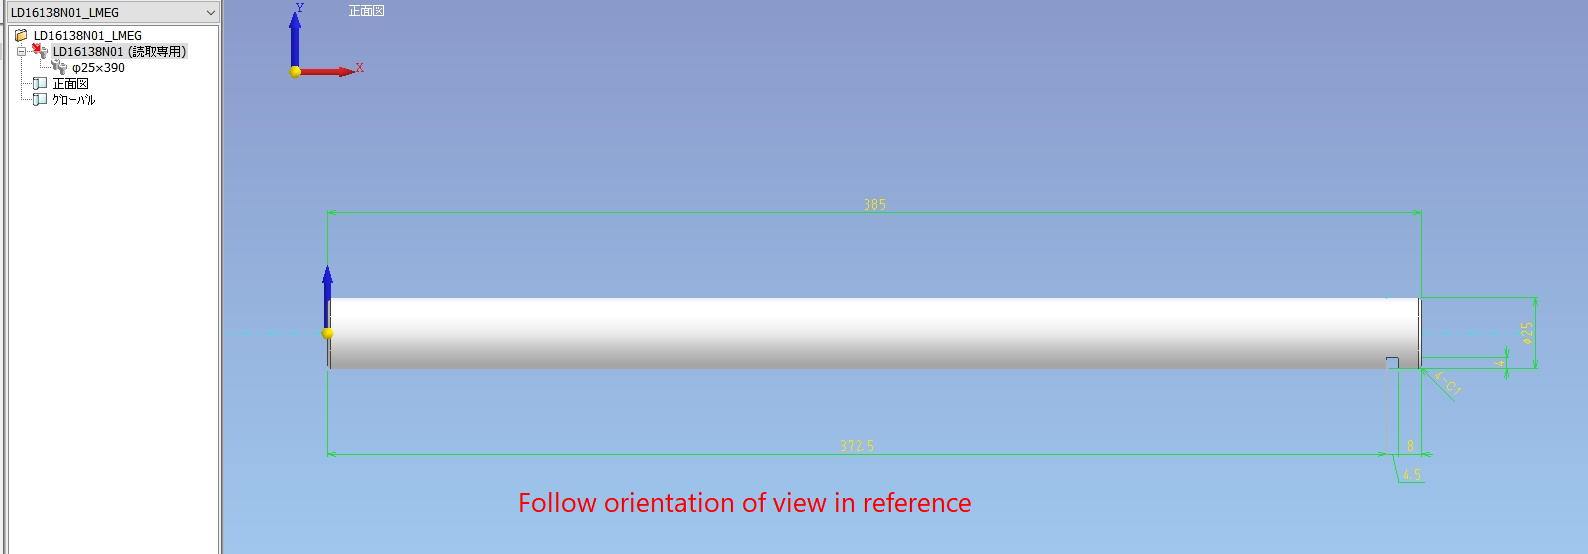 LD16138N01_LMEG
LD16138N01_LMEG
LD16138N01 (読取専用)
φ25×390
正面図
グローバル
Y
正面図
X
385
φ25
4
4-C1
372.5
8
4.5
Follow orientation of view in reference